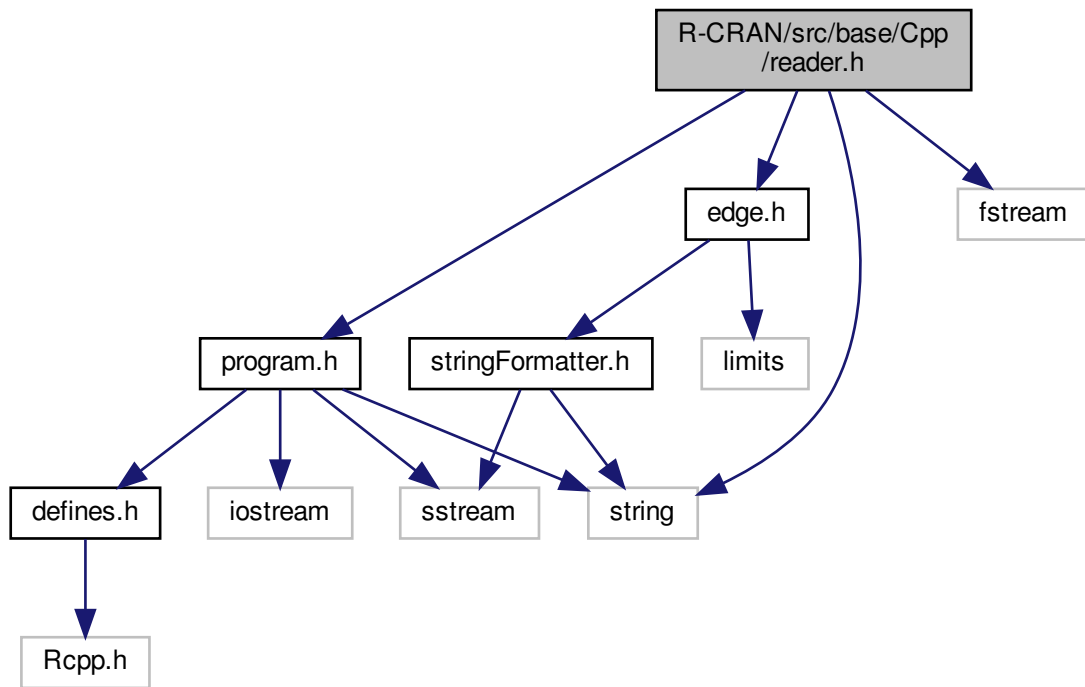 R-CRAN/src/base/Cpp
/reader.h
edge.h
fstream
program.h
stringFormatter.h
limits
defines.h
iostream
sstream
string
Rcpp.h